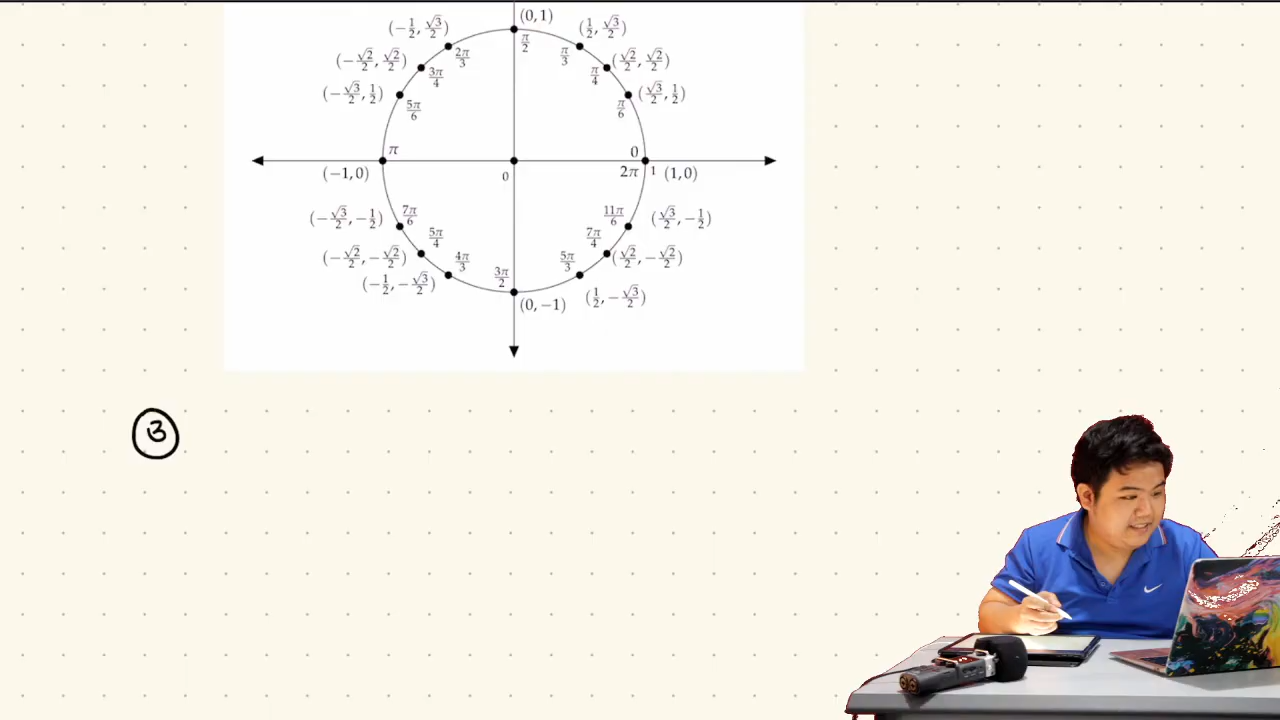 (0, 1)
(−1/2, √3/2) (1/2, √3/2)
2π/3 π/2 π/3
(−√2/2, √2/2) (√2/2, √2/2)
3π/4 π/4
(−√3/2, 1/2) (√3/2, 1/2)
5π/6 π/6
π 0
(−1, 0) 0 2π 1 (1, 0)
(−√3/2, −1/2) 7π/6 11π/6 (√3/2, −1/2)
5π/4 7π/4
(−√2/2, −√2/2) 4π/3 5π/3 (√2/2, −√2/2)
(−1/2, −√3/2) 3π/2
(0, −1) (1/2, −√3/2)
3